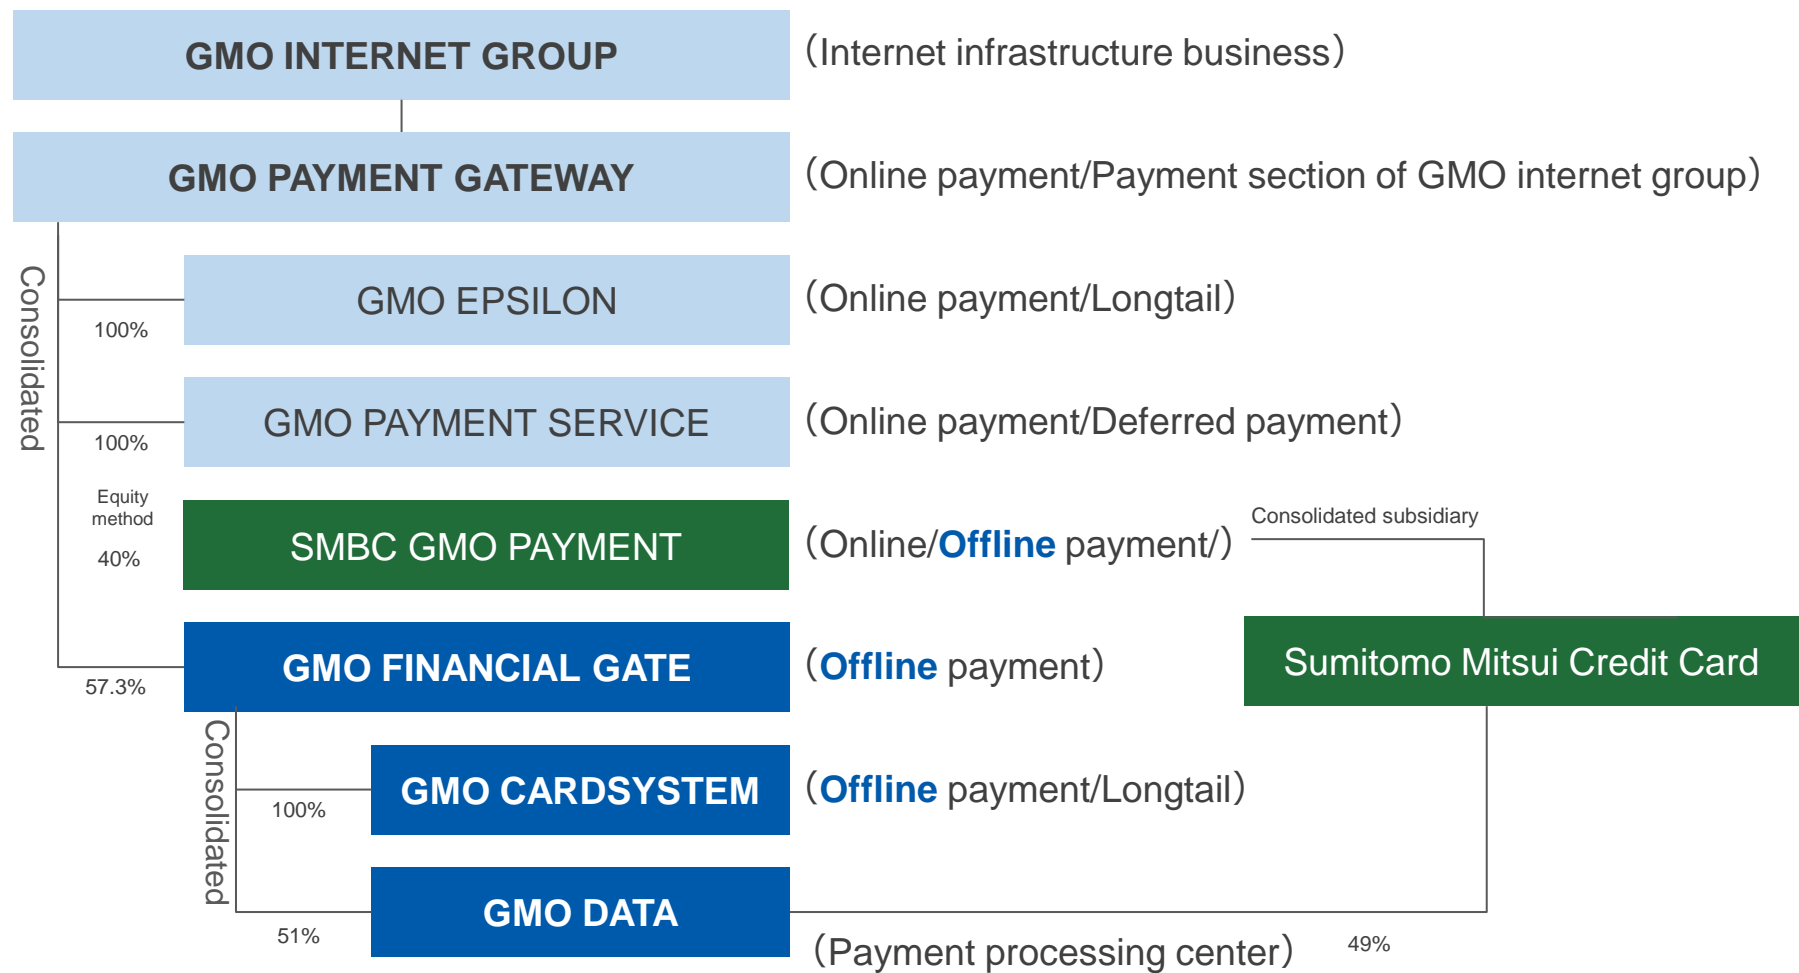 GMO INTERNET GROUP
（Internet infrastructure business）
GMO PAYMENT GATEWAY
（Online payment/Payment section of GMO internet group）
Consolidated
GMO EPSILON
（Online payment/Longtail）
100%
GMO PAYMENT SERVICE
（Online payment/Deferred payment）
100%
Equity
method
40%
SMBC GMO PAYMENT
（Online/Offline payment/）
Consolidated subsidiary
GMO FINANCIAL GATE
（Offline payment）
Sumitomo Mitsui Credit Card
57.3%
Consolidated
GMO CARDSYSTEM
（Offline payment/Longtail）
100%
GMO DATA
51%
（Payment processing center）
49%